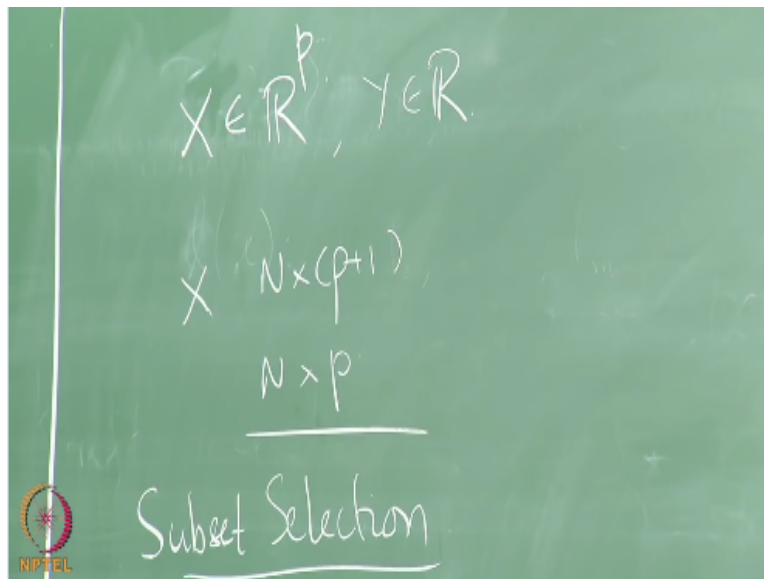 X ∈ ℝ^p, Y ∈ ℝ.
X N×(p+1),
N×p
Subset Selection
NPTEL